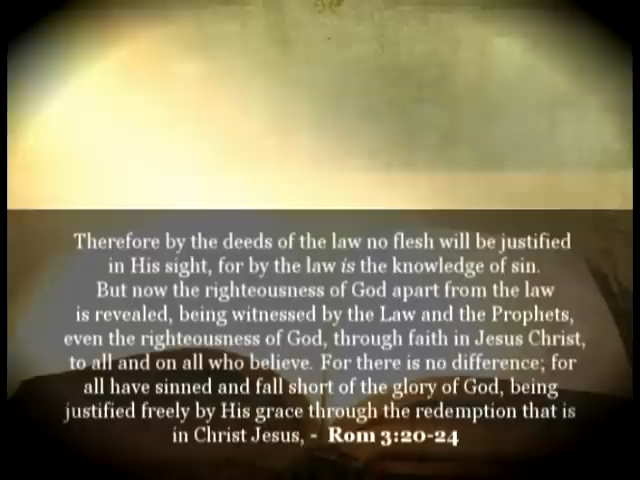 Therefore by the deeds of the law no flesh will be justified
in His sight, for by the law is the knowledge of sin.
But now the righteousness of God apart from the law
is revealed, being witnessed by the Law and the Prophets,
even the righteousness of God, through faith in Jesus Christ,
to all and on all who believe. For there is no difference; for
all have sinned and fall short of the glory of God, being
justified freely by His grace through the redemption that is
in Christ Jesus, - Rom 3:20-24